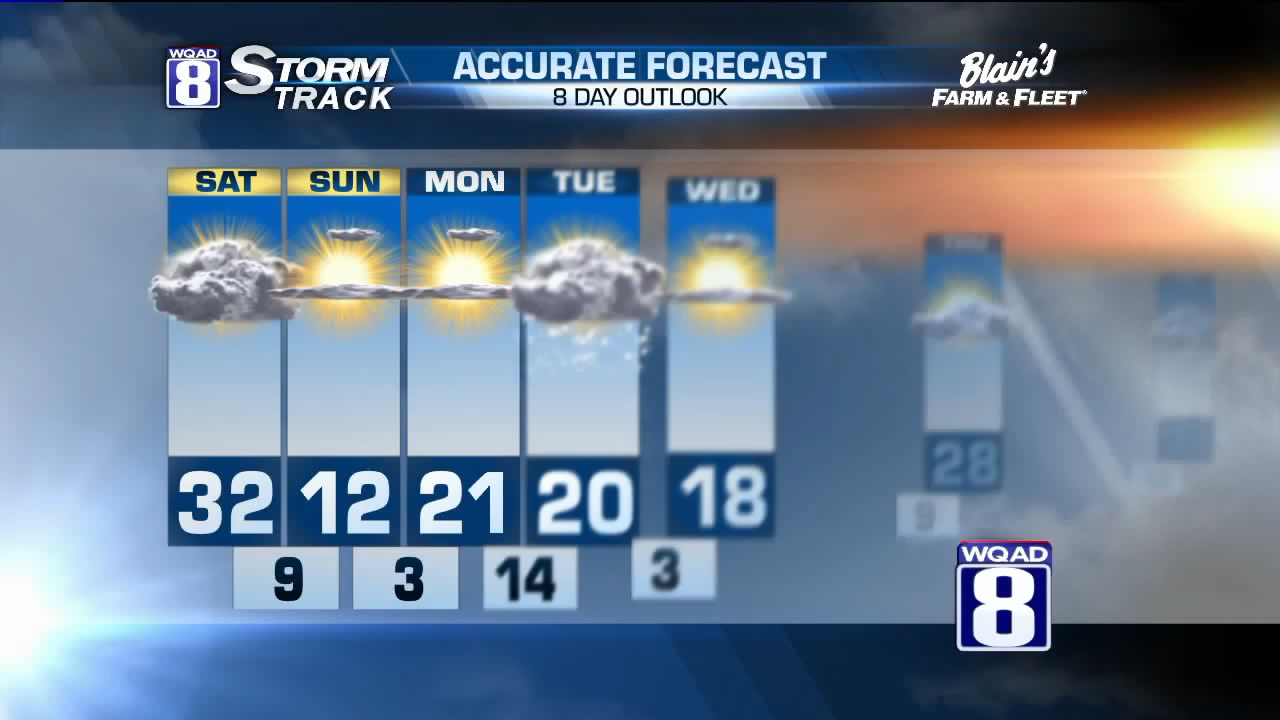 WQAD
8
STORM
TRACK
ACCURATE FORECAST
8 DAY OUTLOOK
Blain's
FARM & FLEET
SAT SUN MON TUE WED
32 12 21 20 18 28
9 3 14 3 9
WQAD
8